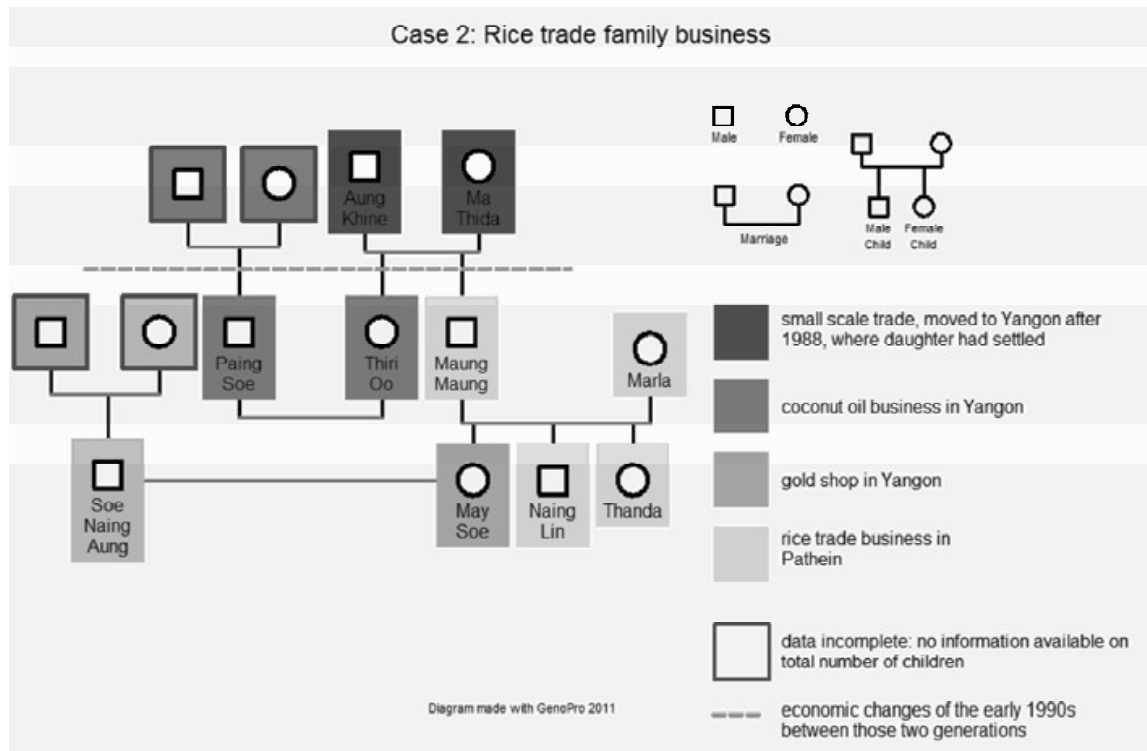 Case 2: Rice trade family business
Male
Female
Marriage
Male
Child
Female
Child
Aung
Khine
Ma
Thida
Paing
Soe
Thiri
Oo
Maung
Maung
Marla
Soe
Naing
Aung
May
Soe
Naing
Lin
Thanda
small scale trade, moved to Yangon after
1988, where daughter had settled
coconut oil business in Yangon
gold shop in Yangon
rice trade business in
Pathein
data incomplete: no information available on
total number of children
economic changes of the early 1990s
between those two generations
Diagram made with GenoPro 2011